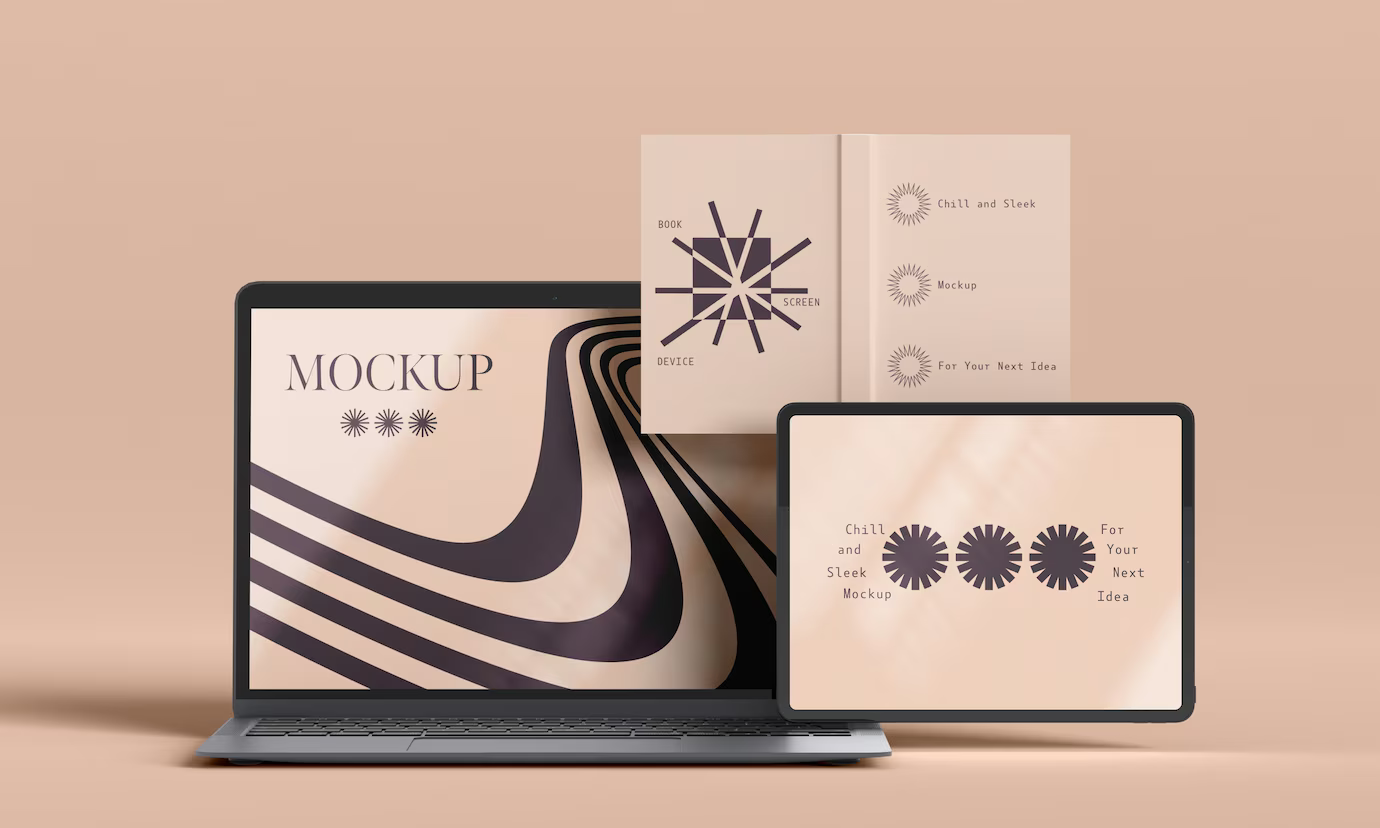 MOCKUP
BOOK
SCREEN
DEVICE
Chill and Sleek
Mockup
For Your Next Idea
Chill
and
Sleek
Mockup
For
Your
Next
Idea